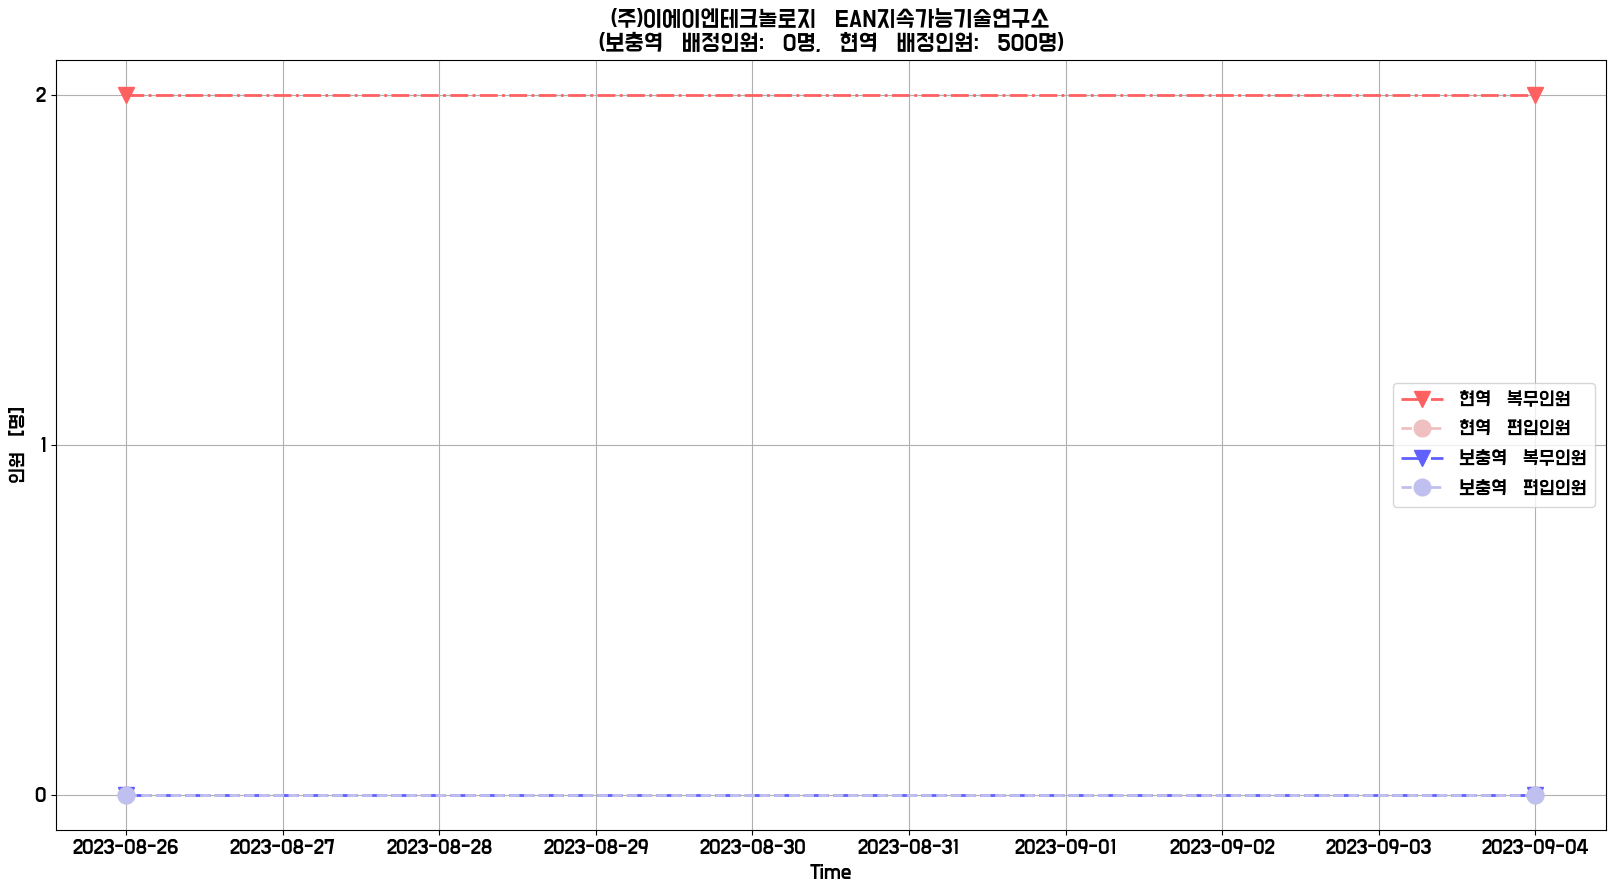 (주)이에이엔테크놀로지 EAN지속가능기술연구소
(보충역 배정인원: 0명, 현역 배정인원: 500명)
인원 [명]
2
1
0
현역 복무인원
현역 편입인원
보충역 복무인원
보충역 편입인원
2023-08-26 2023-08-27 2023-08-28 2023-08-29 2023-08-30 2023-08-31 2023-09-01 2023-09-02 2023-09-03 2023-09-04
Time